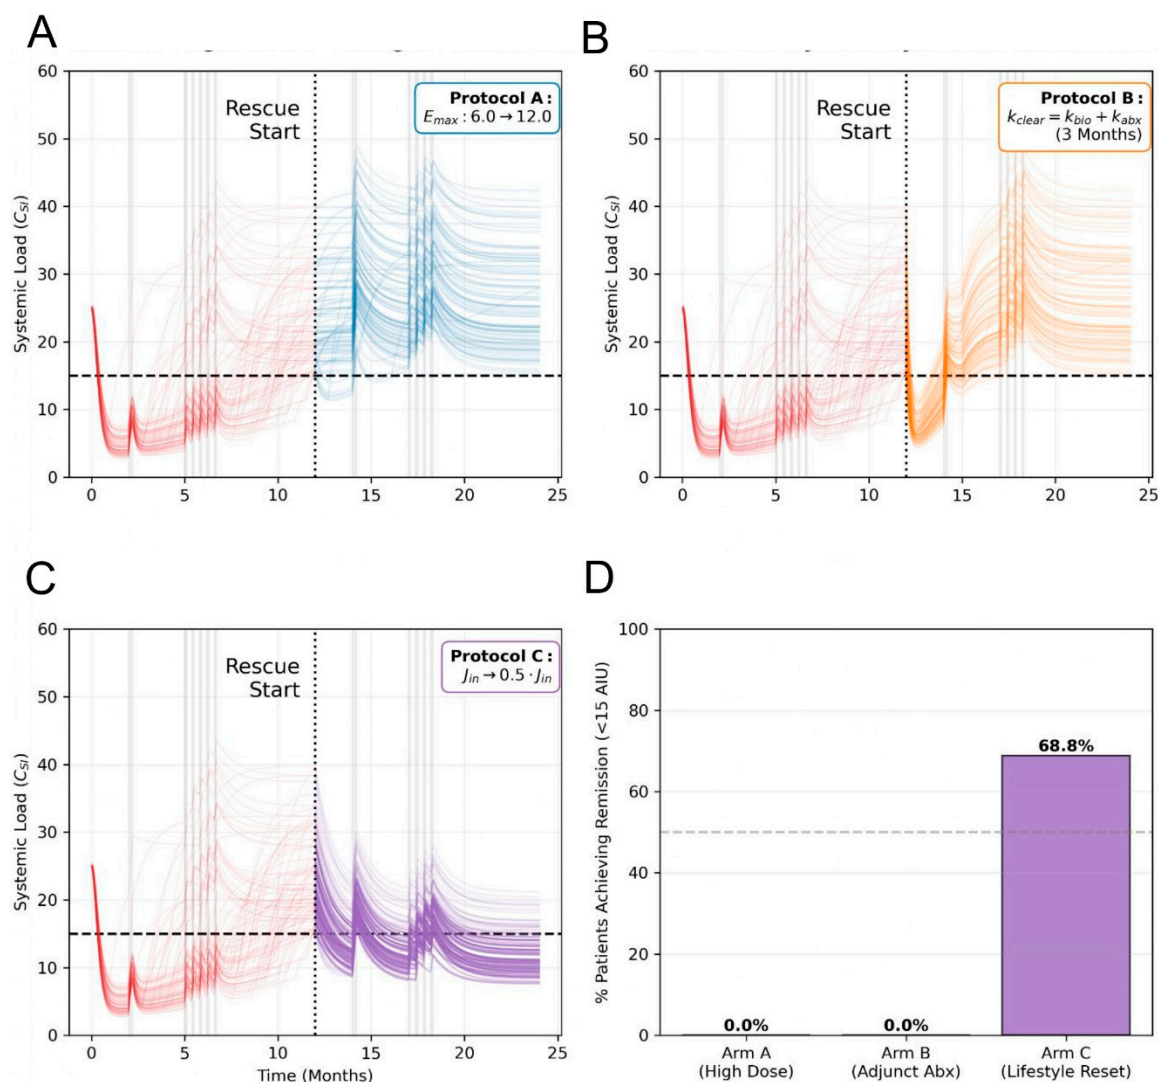 A
60
50
40
30
20
10
0
Systemic Load (C_SI)
Rescue
Start
Protocol A:
E_max : 6.0 → 12.0
0 5 10 15 20 25
B
60
50
40
30
20
10
0
Systemic Load (C_SI)
Rescue
Start
Protocol B:
k_clear = k_bio + k_abx
(3 Months)
0 5 10 15 20 25
C
60
50
40
30
20
10
0
Systemic Load (C_SI)
Rescue
Start
Protocol C:
J_in → 0.5 · J_in
0 5 10 15 20 25
Time (Months)
D
100
80
60
40
20
0
% Patients Achieving Remission (<15 AIU)
0.0%
0.0%
68.8%
Arm A
(High Dose)
Arm B
(Adjunct Abx)
Arm C
(Lifestyle Reset)